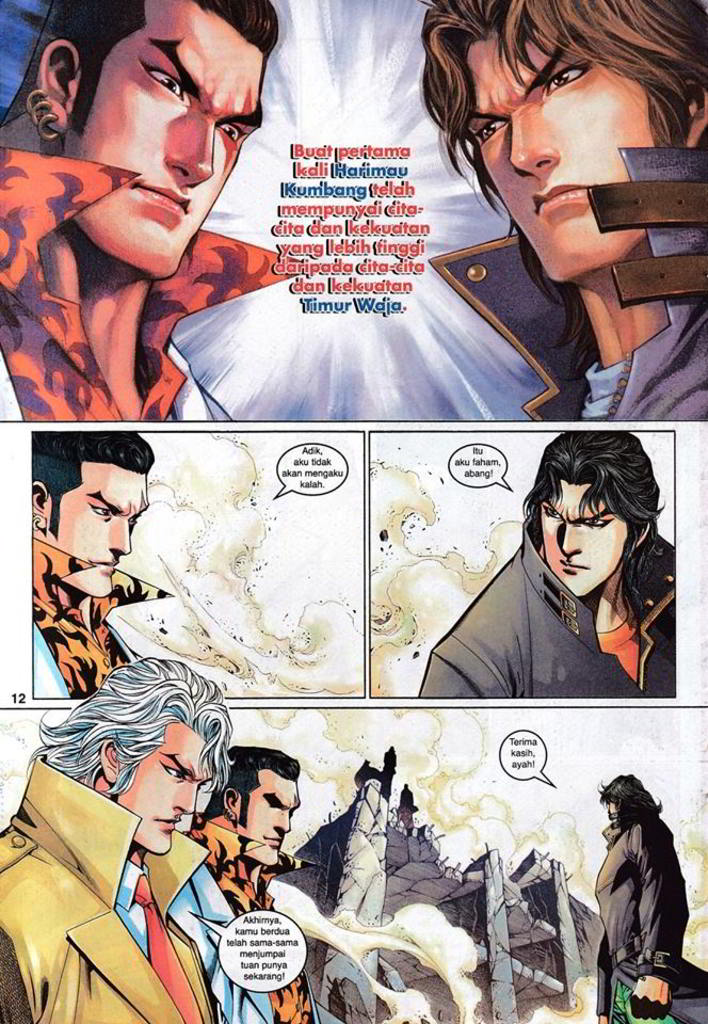 Buat pertama
kali Harimau
Kumbang telah
mempunyai cita-
cita dan kekuatan
yang lebih tinggi
daripada cita-cita
dan kekuatan
Timur Waja.
Adik,
aku tidak
akan mengaku
kalah.
Itu
aku faham,
abang!
12
Terima
kasih,
ayah!
Akhirnya,
kamu berdua
telah sama-sama
menjumpai
tuan punya
sekarang!